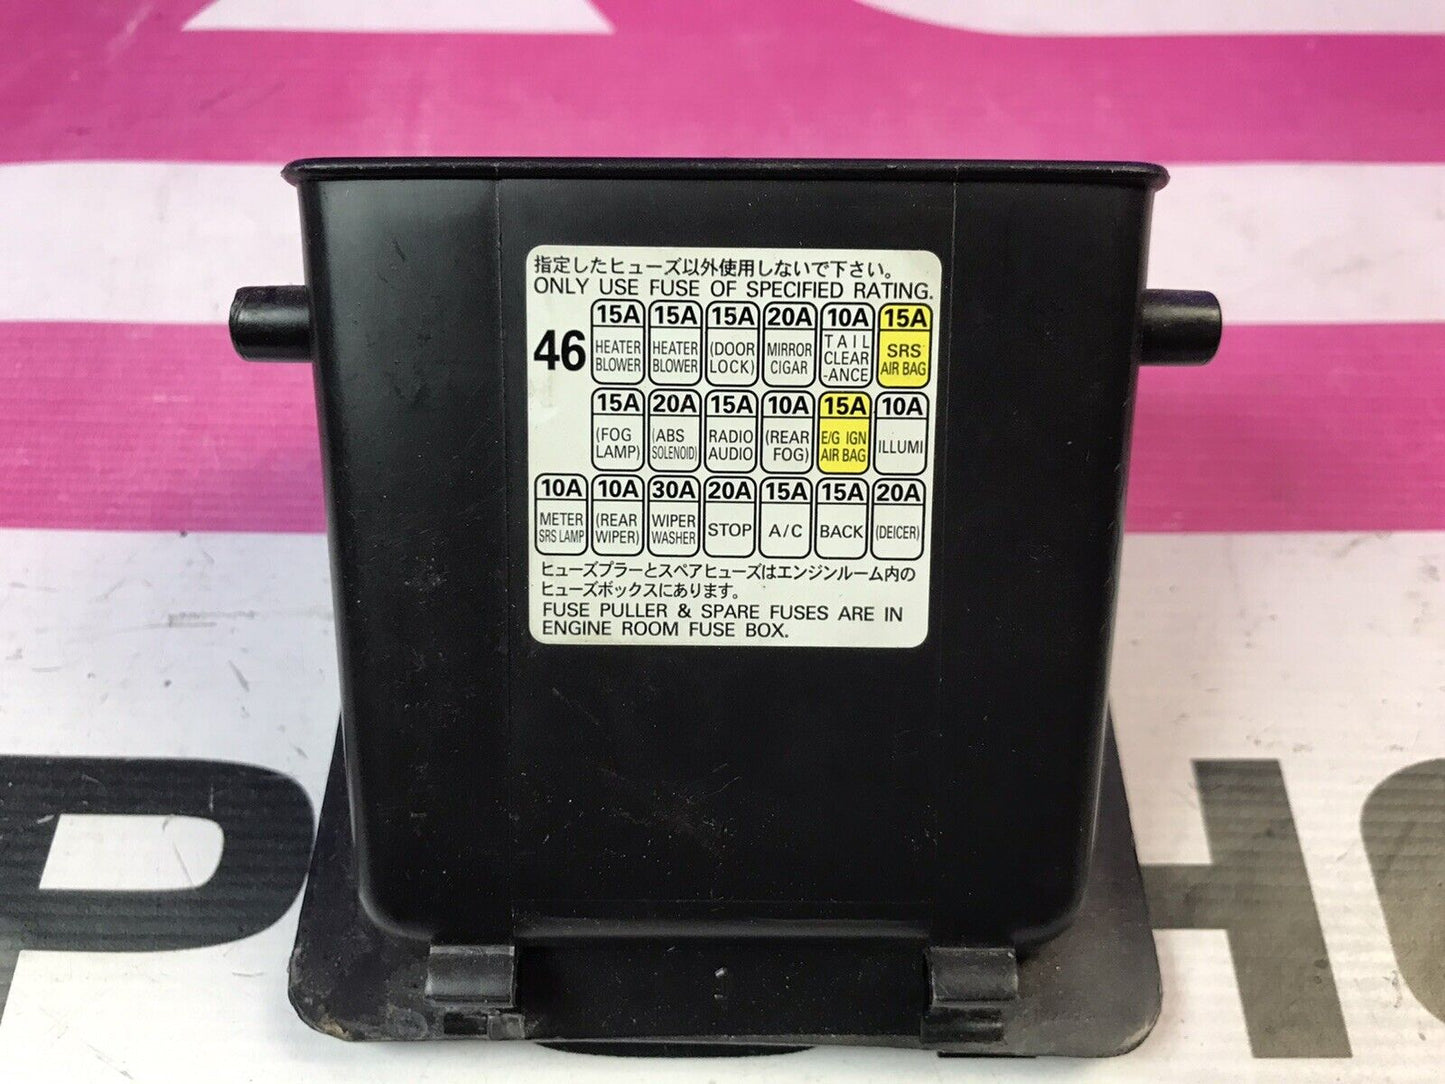 指定したヒューズ以外使用しないで下さい。
ONLY USE FUSE OF SPECIFIED RATING.
46
15A 15A 15A 20A 10A 15A
HEATER BLOWER
HEATER BLOWER
(DOOR LOCK)
MIRROR CIGAR
TAIL CLEAR -ANCE
SRS AIR BAG
15A 20A 15A 10A 15A 10A
(FOG LAMP)
(ABS SOLENOID)
RADIO AUDIO
(REAR FOG)
E/G IGN AIR BAG
ILLUMI
10A 10A 30A 20A 15A 15A 20A
METER SRS LAMP
(REAR WIPER)
WIPER WASHER
STOP
A/C
BACK
(DEICER)
ヒューズプラーとスペアヒューズはエンジンルーム内の
ヒューズボックスにあります。
FUSE PULLER & SPARE FUSES ARE IN
ENGINE ROOM FUSE BOX.